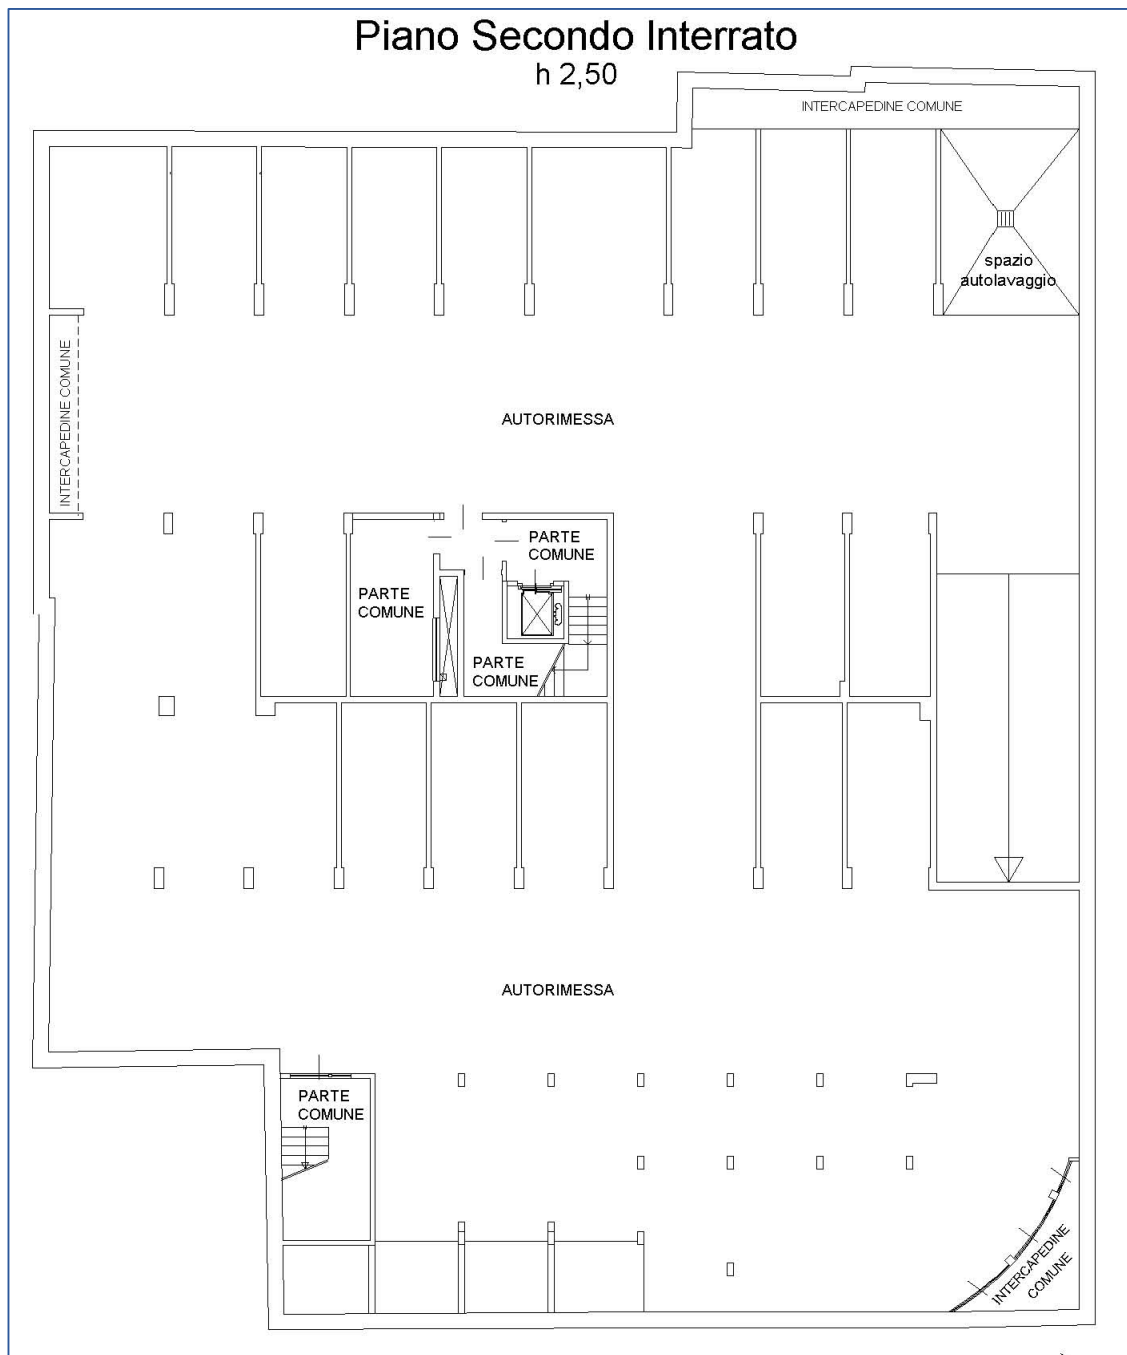 Piano Secondo Interrato
h 2,50
INTERCAPEDINE COMUNE
spazio
autolavaggio
INTERCAPEDINE COMUNE
AUTORIMESSA
PARTE
COMUNE
PARTE
COMUNE
PARTE
COMUNE
AUTORIMESSA
PARTE
COMUNE
INTERCAPEDINE
COMUNE